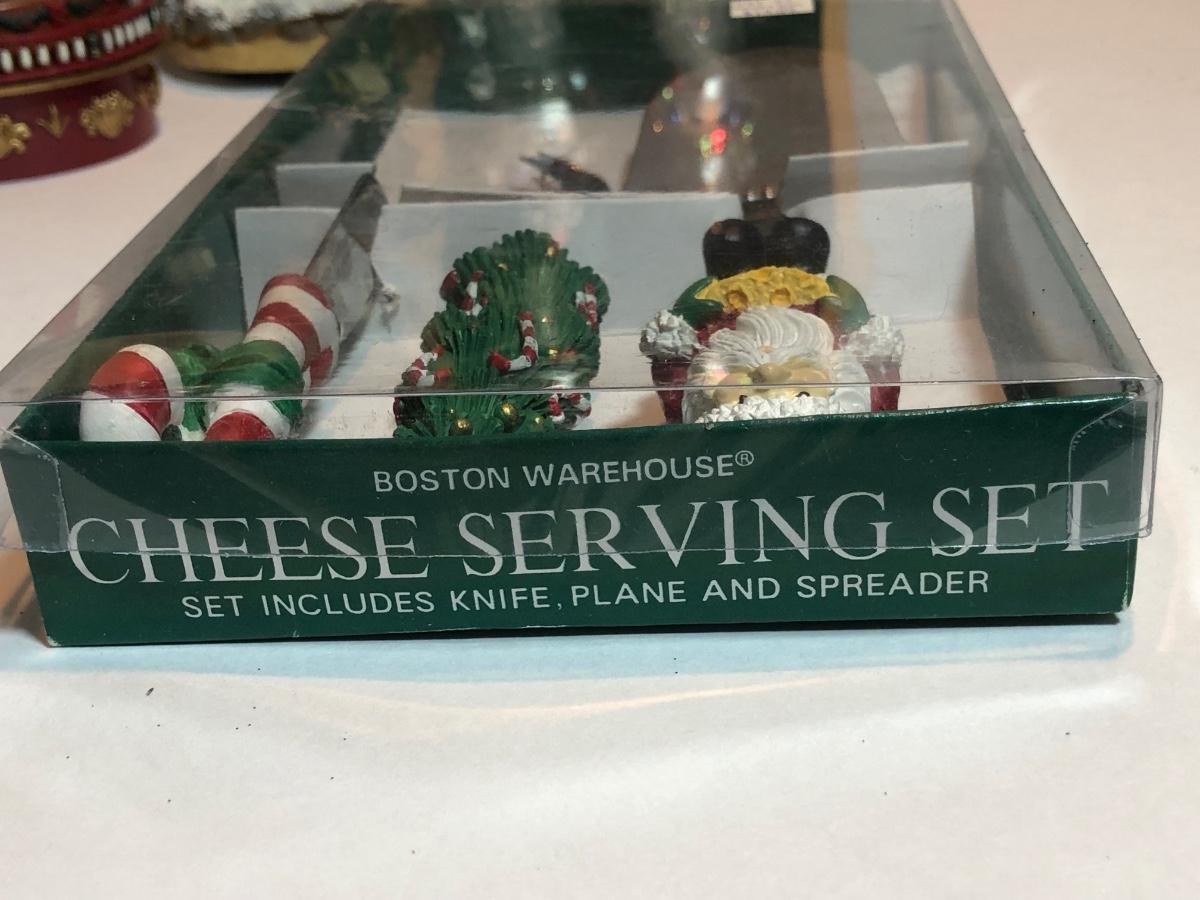 BOSTON WAREHOUSE®
CHEESE SERVING SET
SET INCLUDES KNIFE, PLANE AND SPREADER